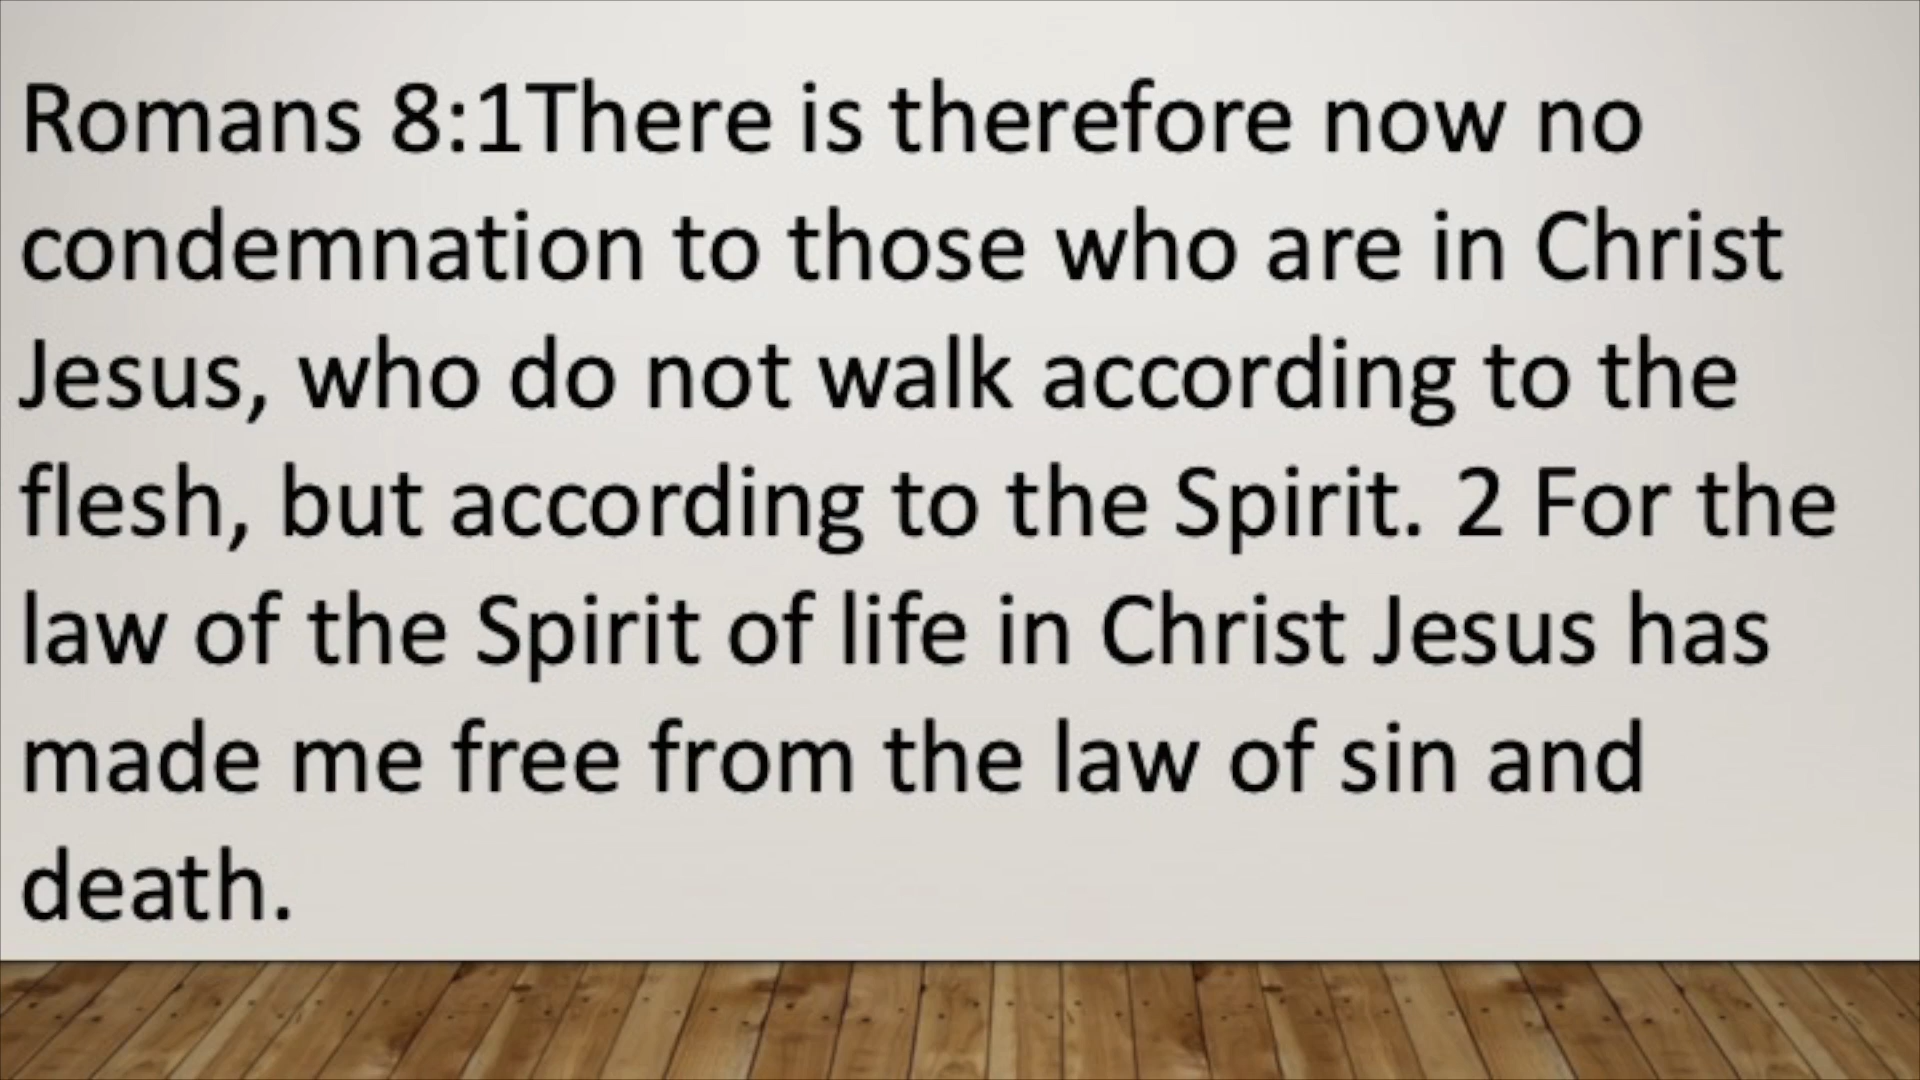 Romans 8:1There is therefore now no
condemnation to those who are in Christ
Jesus, who do not walk according to the
flesh, but according to the Spirit. 2 For the
law of the Spirit of life in Christ Jesus has
made me free from the law of sin and
death.